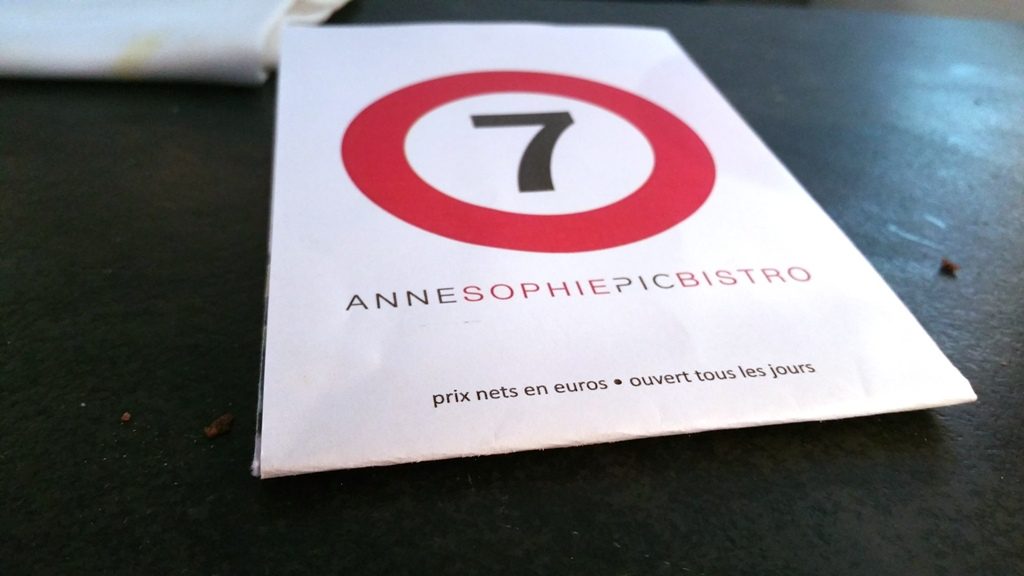 7
ANNESOPHIEPICBISTRO
prix nets en euros • ouvert tous les jours